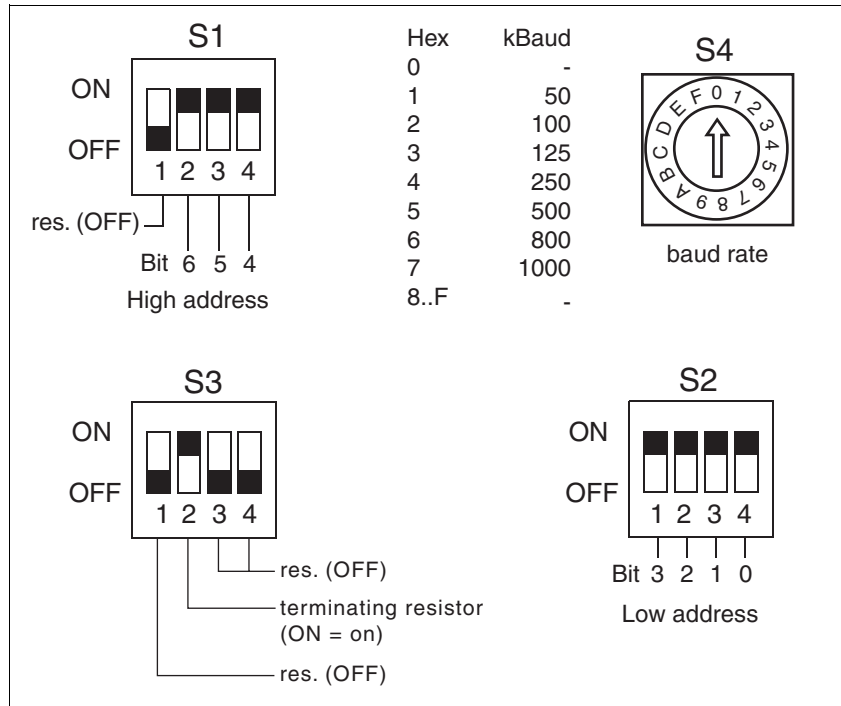 S1
ON
OFF
1 2 3 4
res. (OFF)
Bit 6 5 4
High address
Hex kBaud
0 -
1 50
2 100
3 125
4 250
5 500
6 800
7 1000
8..F -
S4
0 1 2 3 4 5 6 7 8 9 A B C D E F
baud rate
S3
ON
OFF
1 2 3 4
res. (OFF)
terminating resistor
(ON = on)
res. (OFF)
S2
ON
OFF
1 2 3 4
Bit 3 2 1 0
Low address